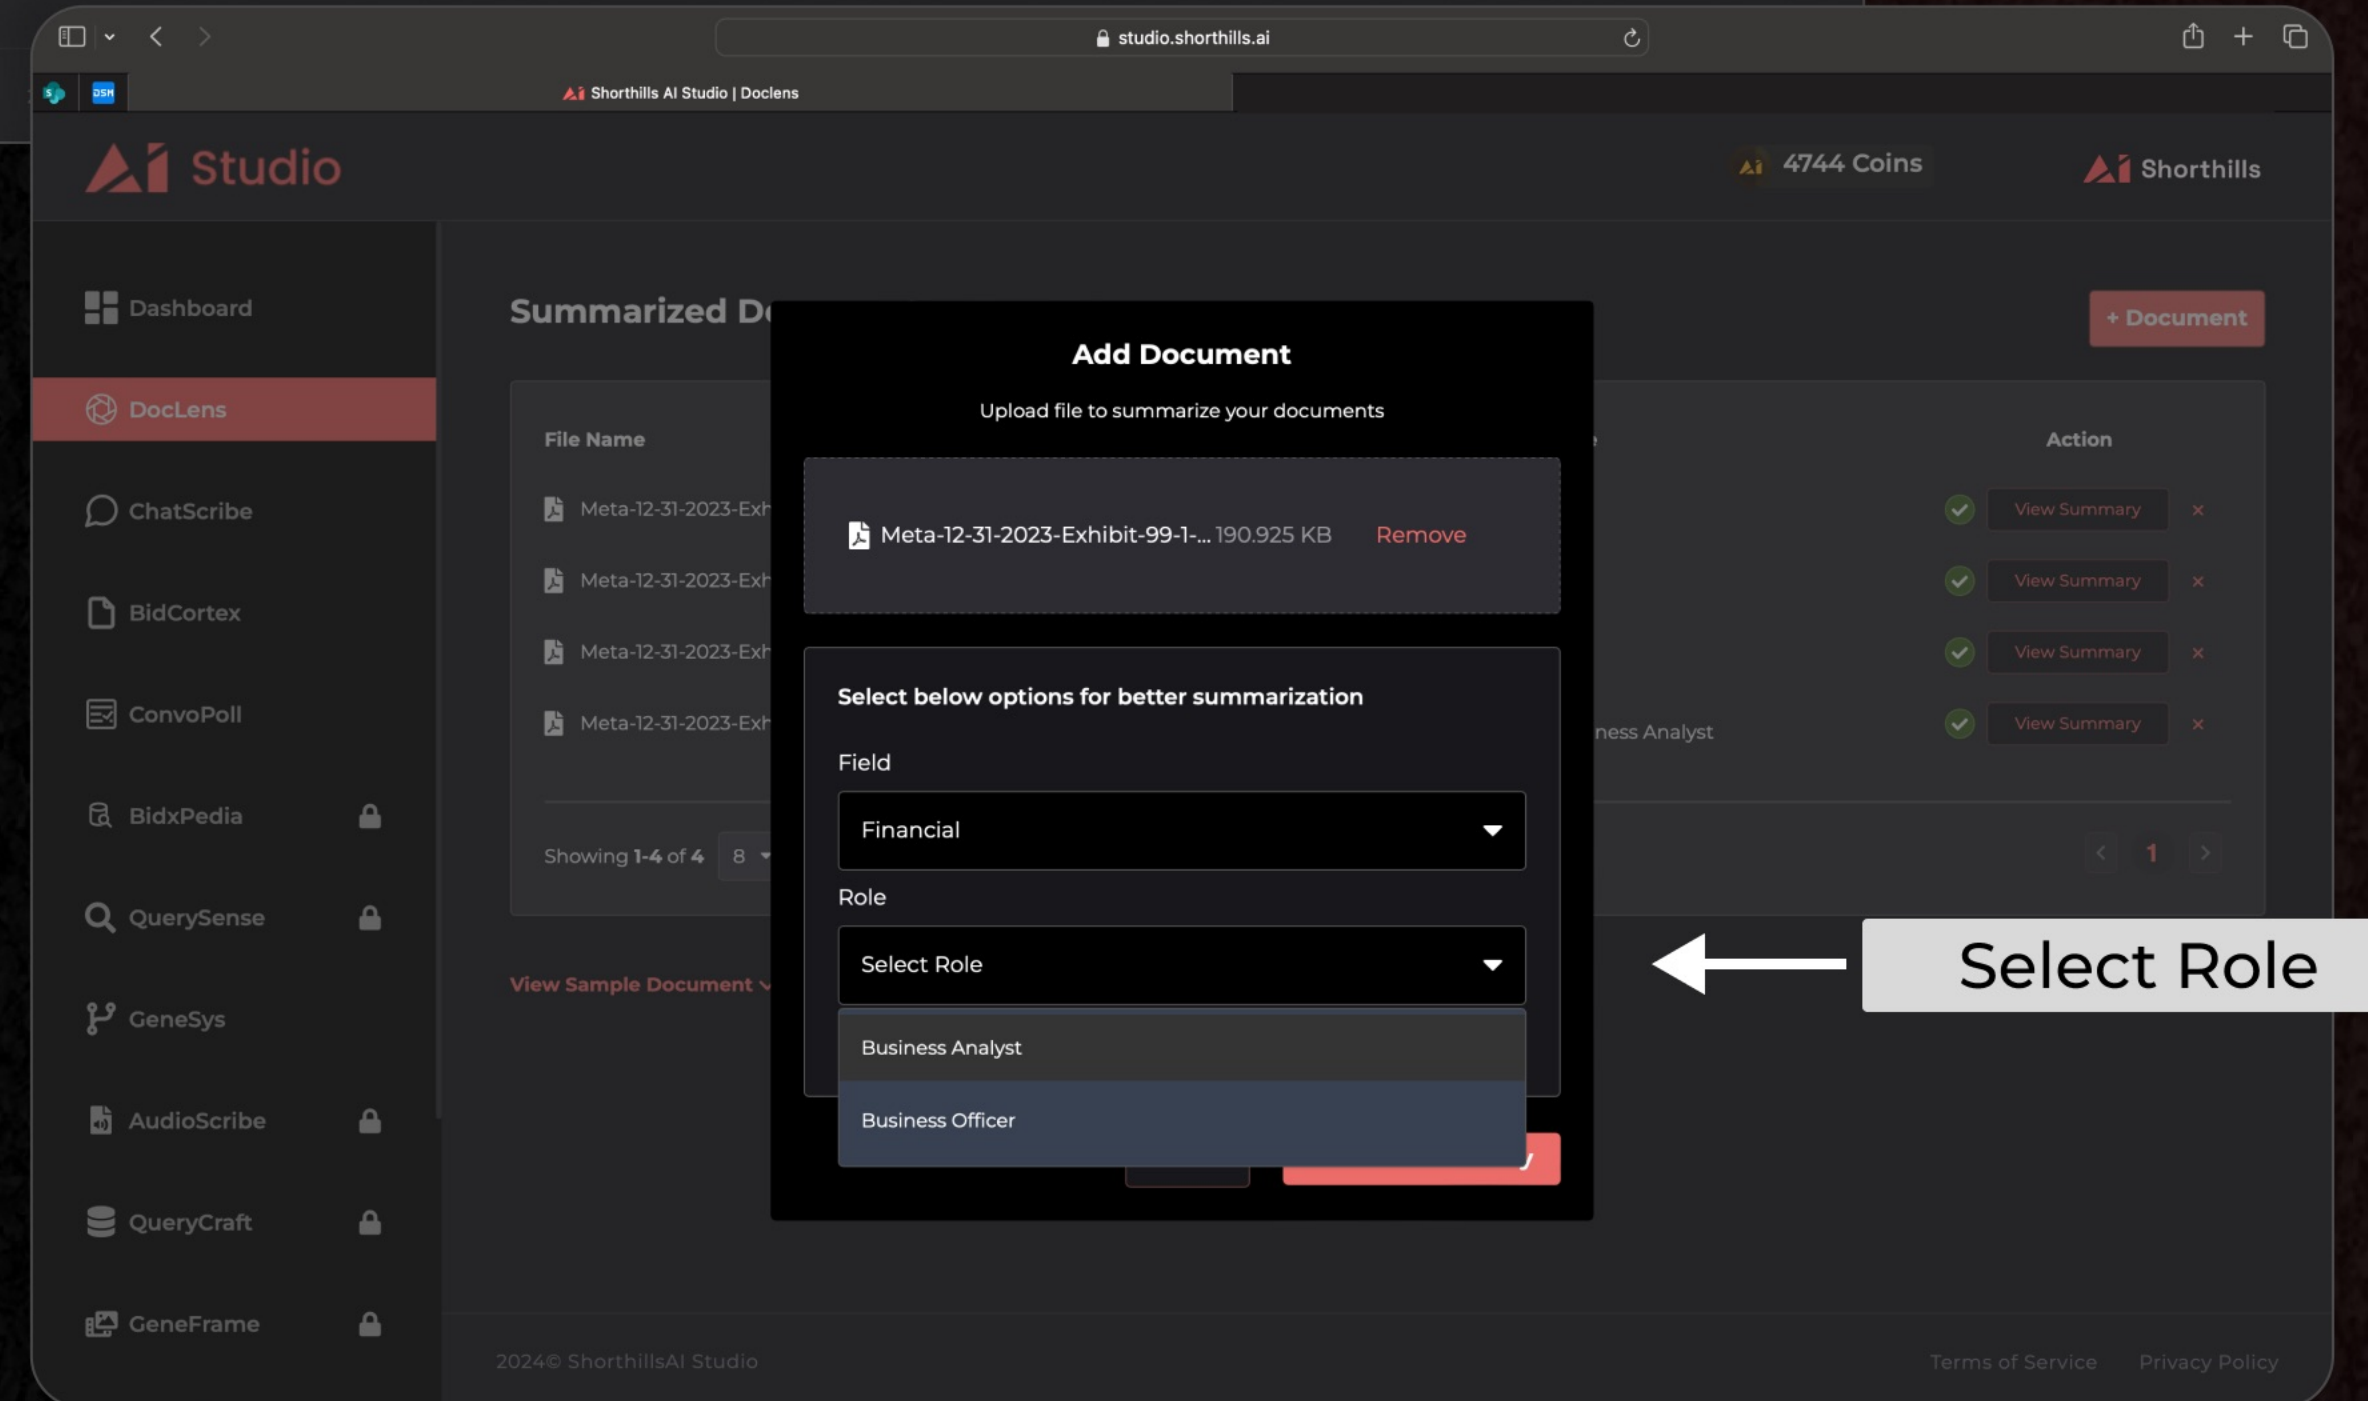 studio.shorthills.ai
S
DSM
Shorthills AI Studio | Doclens
Ai Studio
4744 Coins
Ai Shorthills
Dashboard
DocLens
ChatScribe
BidCortex
ConvoPoll
BidxPedia
QuerySense
GeneSys
AudioScribe
QueryCraft
GeneFrame
Summarized
+ Document
File Name
Action
Meta-12-31-2023-Exh
View Summary ×
Meta-12-31-2023-Exh
View Summary ×
Meta-12-31-2023-Exh
View Summary ×
Meta-12-31-2023-Exh
ness Analyst
View Summary ×
Showing 1-4 of 4 8
< 1 >
View Sample Document
Add Document
Upload file to summarize your documents
Meta-12-31-2023-Exhibit-99-1-... 190.925 KB Remove
Select below options for better summarization
Field
Financial
Role
Select Role
Business Analyst
Business Officer
y
Select Role
2024© ShorthillsAI Studio
Terms of Service Privacy Policy